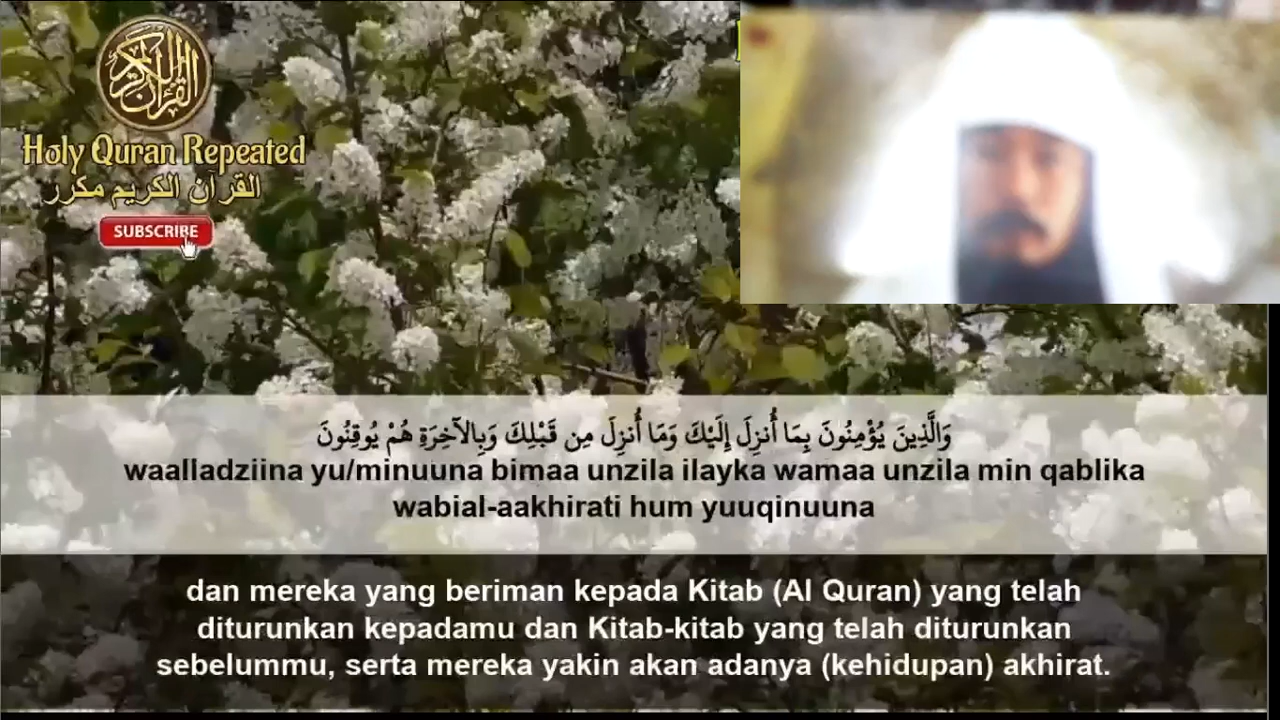 القرآن الكريم
Holy Quran Repeated
القرآن الكريم مكرر
SUBSCRIBE
وَالَّذِينَ يُؤْمِنُونَ بِمَا أُنزِلَ إِلَيْكَ وَمَا أُنزِلَ مِن قَبْلِكَ وَبِالْآخِرَةِ هُمْ يُوقِنُونَ
waalladziina yu/minuuna bimaa unzila ilayka wamaa unzila min qablika
wabial-aakhirati hum yuuqinuuna
dan mereka yang beriman kepada Kitab (Al Quran) yang telah
diturunkan kepadamu dan Kitab-kitab yang telah diturunkan
sebelummu, serta mereka yakin akan adanya (kehidupan) akhirat.